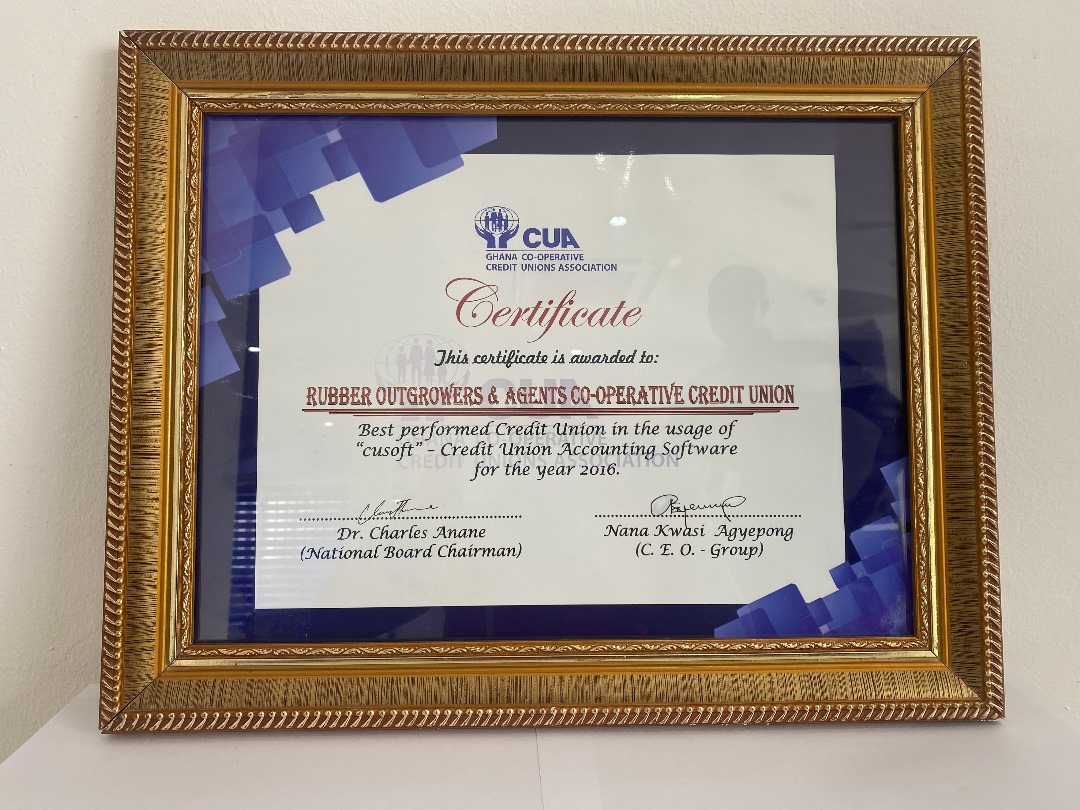 CUA
GHANA CO-OPERATIVE
CREDIT UNIONS ASSOCIATION
Certificate
This certificate is awarded to:
RUBBER OUTGROWERS & AGENTS CO-OPERATIVE CREDIT UNION
Best performed Credit Union in the usage of
“cusoft” – Credit Union Accounting Software
for the year 2016.
Dr. Charles Anane
(National Board Chairman)
Nana Kwasi Agyepong
(C. E. O. - Group)